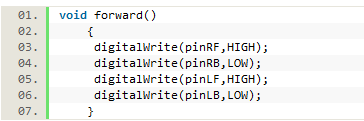 01. void forward()
02. {
03. digitalWrite(pinRF,HIGH);
04. digitalWrite(pinRB,LOW);
05. digitalWrite(pinLF,HIGH);
06. digitalWrite(pinLB,LOW);
07. }